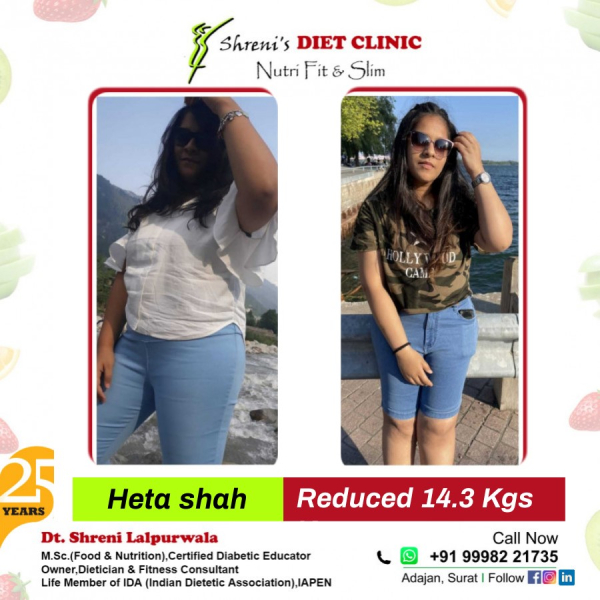 Shreni's DIET CLINIC
Nutri Fit & Slim
HOLLYWOOD
Heta shah
Reduced 14.3 Kgs
25
YEARS
Dt. Shreni Lalpurwala
M.Sc.(Food & Nutrition),Certified Diabetic Educator
Owner,Dietician & Fitness Consultant
Life Member of IDA (Indian Dietetic Association),IAPEN
Call Now
+91 99982 21735
Adajan, Surat I Follow